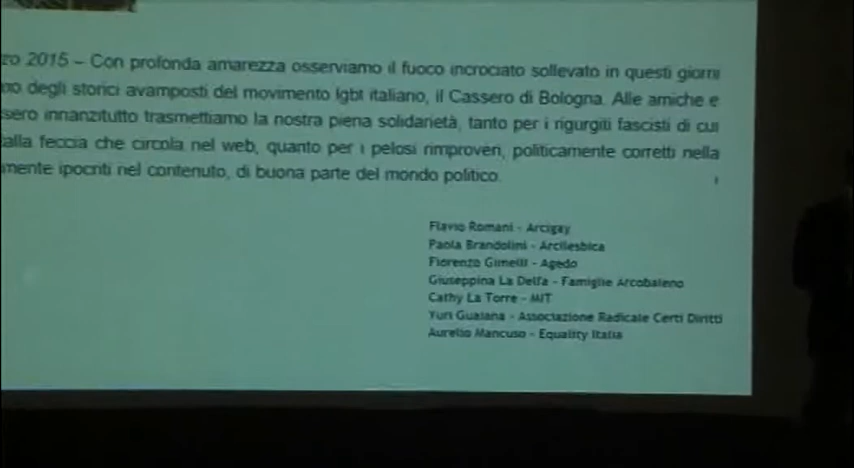 zo 2015 – Con profonda amarezza osserviamo il fuoco incrociato sollevato in questi giorni
no degli storici avamposti del movimento lgbt italiano, il Cassero di Bologna. Alle amiche e
sero innanzitutto trasmettiamo la nostra piena solidarietà, tanto per i rigurgiti fascisti di cui
alla feccia che circola nel web, quanto per i pelosi rimproveri, politicamente corretti nella
mente ipocriti nel contenuto, di buona parte del mondo politico.
Flavio Romani - Arcigay
Paola Brandolini - Arcilesbica
Fiorenzo Gimelli - Agedo
Giuseppina La Delfa - Famiglie Arcobaleno
Cathy La Torre - MIT
Yuri Guaiana - Associazione Radicale Certi Diritti
Aurelio Mancuso - Equality Italia